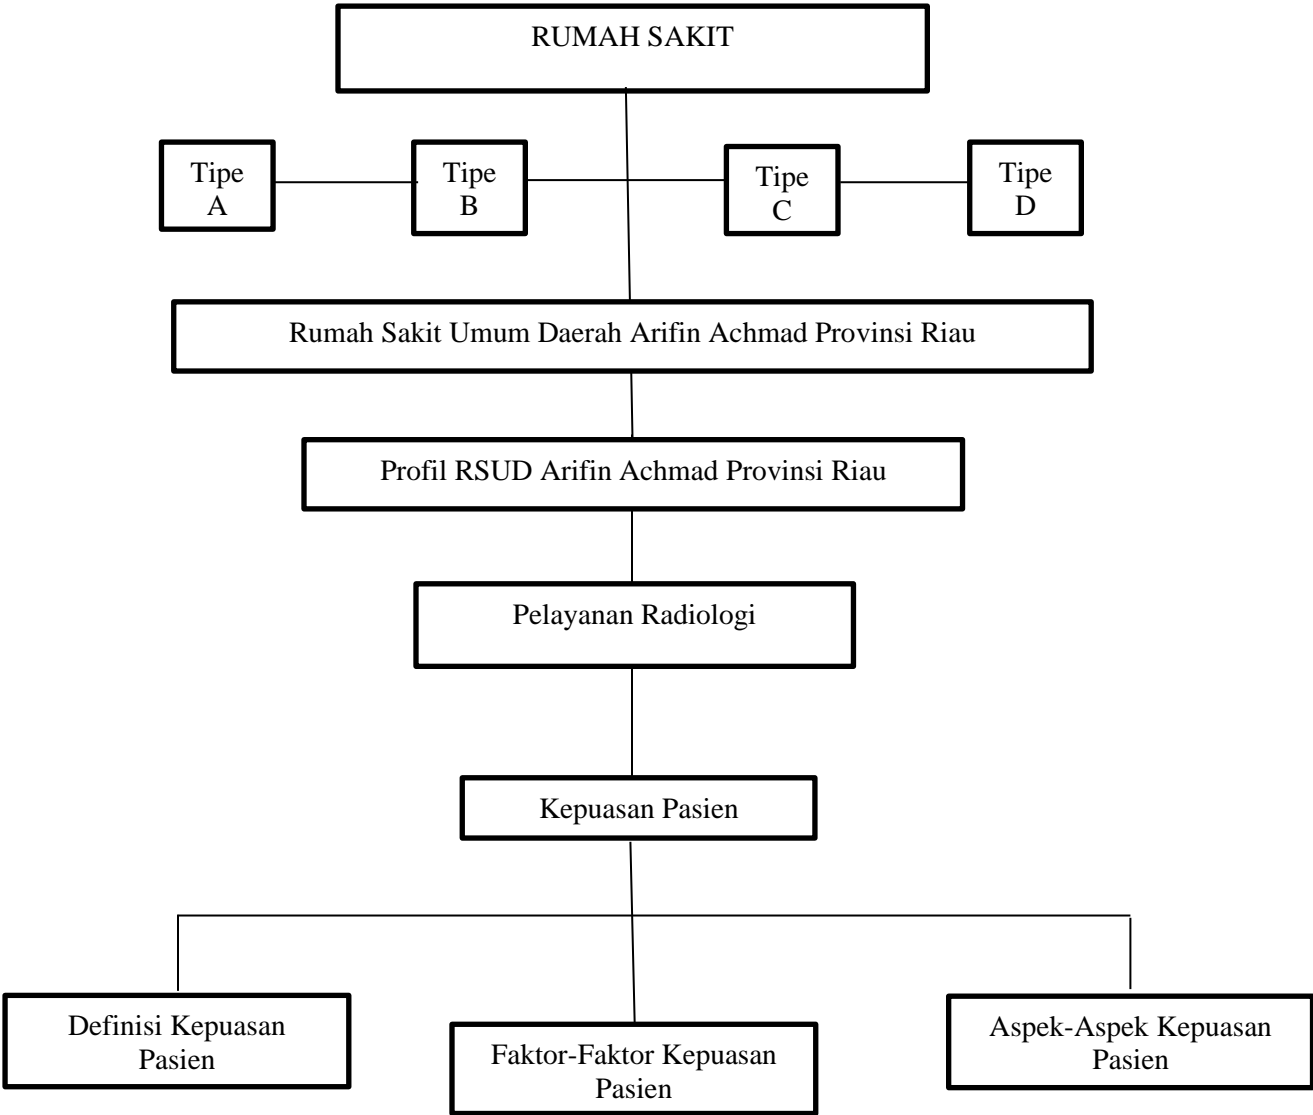 RUMAH SAKIT
Tipe
A
Tipe
B
Tipe
C
Tipe
D
Rumah Sakit Umum Daerah Arifin Achmad Provinsi Riau
Profil RSUD Arifin Achmad Provinsi Riau
Pelayanan Radiologi
Kepuasan Pasien
Definisi Kepuasan
Pasien
Faktor-Faktor Kepuasan
Pasien
Aspek-Aspek Kepuasan
Pasien